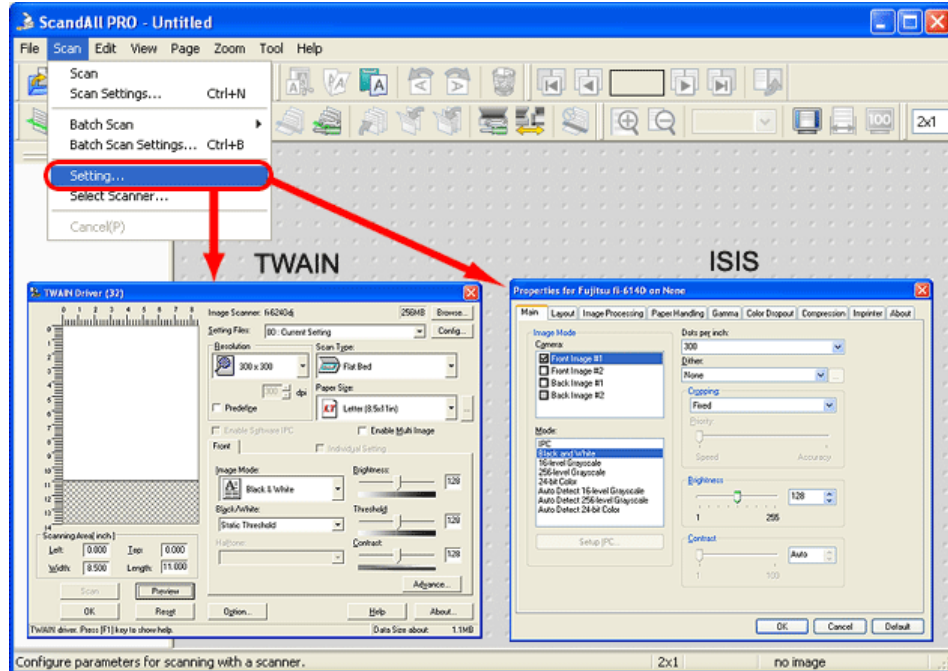 ScandAll PRO - Untitled
File Scan Edit View Page Zoom Tool Help
Scan
Scan Settings... Ctrl+N
Batch Scan
Batch Scan Settings... Ctrl+B
Setting...
Select Scanner...
Cancel(P)
100
2x1
TWAIN
ISIS
TWAIN Driver (32)
Image Scanner: fi-6240dj 256MB Browse...
Setting Files: 00 : Current Setting Config...
Resolution
300 x 300
300 dpi
Predefine
Scan Type:
Flat Bed
Paper Size:
Letter (8.5x11in)
Enable Software IPC Enable Multi Image
Front Individual Setting
Image Mode:
Black & White
Black/White:
Static Threshold
Halftone:
Brightness:
128
Threshold:
128
Contrast:
128
Advance...
0 1 2 3 4 5 6 7 8
Scanning Area[ inch ]
Left: 0.000 Top: 0.000
Width: 8.500 Length: 11.000
Scan Preview
OK Reset Option... Help About...
TWAIN driver. Press [F1] key to show help. Data Size about: 1.1MB
Properties for Fujitsu fi-6140 on None
Main Layout Image Processing Paper Handling Gamma Color Dropout Compression Imprinter About
Image Mode
Camera:
Front Image #1
Front Image #2
Back Image #1
Back Image #2
Mode:
IPC
Black and White
16-level Grayscale
256-level Grayscale
24-bit Color
Auto Detect 16-level Grayscale
Auto Detect 256-level Grayscale
Auto Detect 24-bit Color
Setup IPC...
Dots per inch:
300
Dither:
None
...
Cropping
Fixed
Priority:
Speed Accuracy
Brightness
128
1 255
Contrast
Auto
1 100
OK Cancel Default
Configure parameters for scanning with a scanner. 2x1 no image